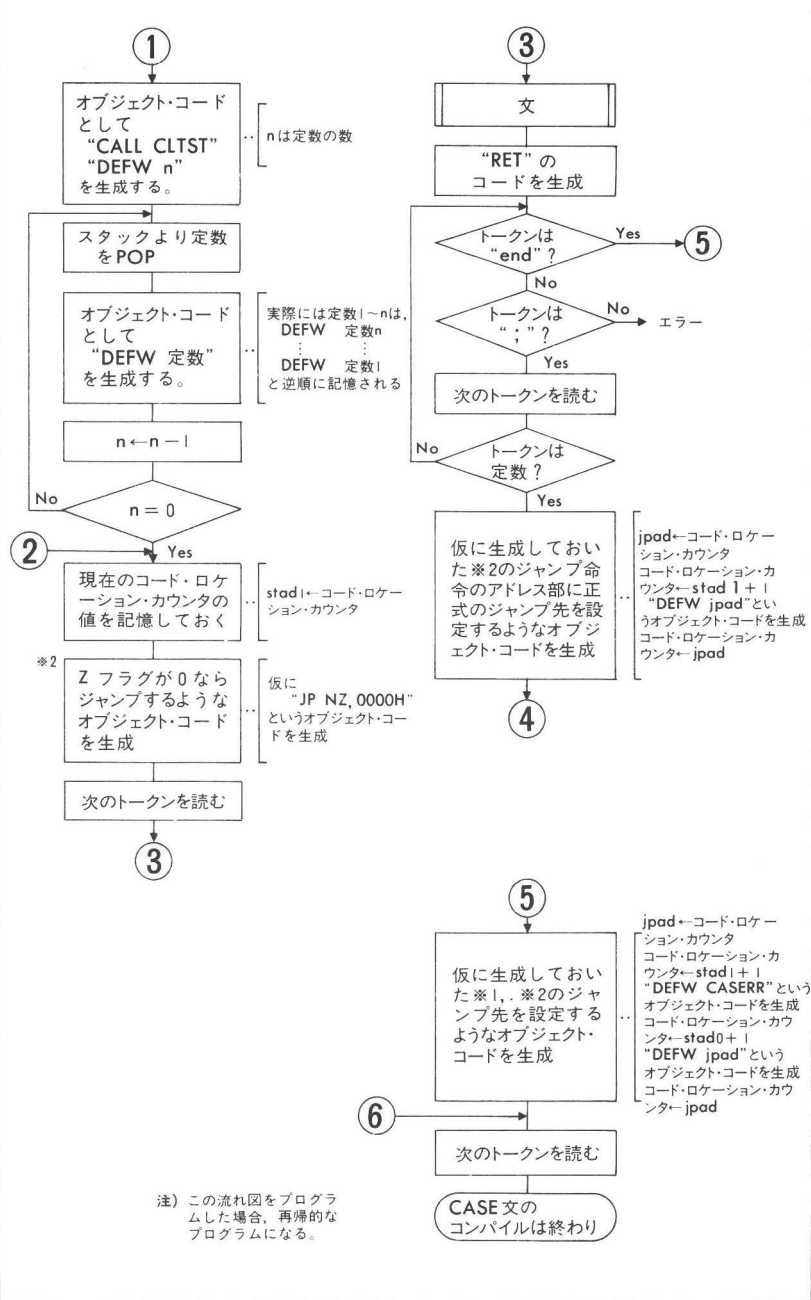 ①
オブジェクト・コード
として
“CALL CLTST”
“DEFW n”
を生成する。
nは定数の数
スタックより定数
をPOP
オブジェクト・コード
として
“DEFW 定数”
を生成する。
実際には定数1～nは,
DEFW 定数n
⋮ ⋮
DEFW 定数1
と逆順に記憶される
n←n－1
No
n＝0
②
Yes
現在のコード・ロケ
ーション・カウンタの
値を記憶しておく
stad1←コード・ロケー
ション・カウンタ
※2
Z フラグが0なら
ジャンプするような
オブジェクト・コード
を生成
仮に
“JP NZ, 0000H”
というオブジェクト・コー
ドを生成
次のトークンを読む
③
③
文
“RET” の
コードを生成
トークンは
“end” ?
Yes
⑤
No
トークンは
“ ; ” ?
No
エラー
Yes
次のトークンを読む
No
トークンは
定数 ?
Yes
仮に生成しておい
た※2のジャンプ命
令のアドレス部に正
式のジャンプ先を設
定するようなオブジ
ェクト・コードを生成
jpad←コード・ロケー
ション・カウンタ
コード・ロケーション・カ
ウンタ←stad 1＋1
“DEFW jpad”とい
うオブジェクト・コードを生成
コード・ロケーション・カ
ウンタ←jpad
④
⑤
仮に生成しておい
た※1,. ※2のジャ
ンプ先を設定する
ようなオブジェクト・
コードを生成
jpad←コード・ロケー
ション・カウンタ
コード・ロケーション・カ
ウンタ←stad1＋1
“DEFW CASERR”という
オブジェクト・コードを生成
コード・ロケーション・カウ
ンタ←stad0＋1
“DEFW jpad”という
オブジェクト・コードを生成
コード・ロケーション・カウ
ンタ←jpad
⑥
次のトークンを読む
CASE文の
コンパイルは終わり
注) この流れ図をプログラ
ムした場合, 再帰的な
プログラムになる。